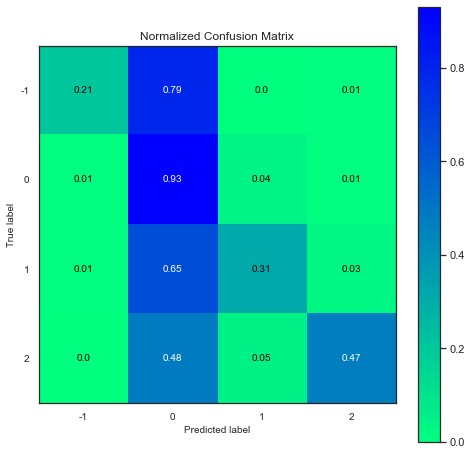 Normalized Confusion Matrix
-1 0.21 0.79 0.0 0.01
0 0.01 0.93 0.04 0.01
1 0.01 0.65 0.31 0.03
2 0.0 0.48 0.05 0.47
-1 0 1 2
True label
Predicted label
0.8
0.6
0.4
0.2
0.0